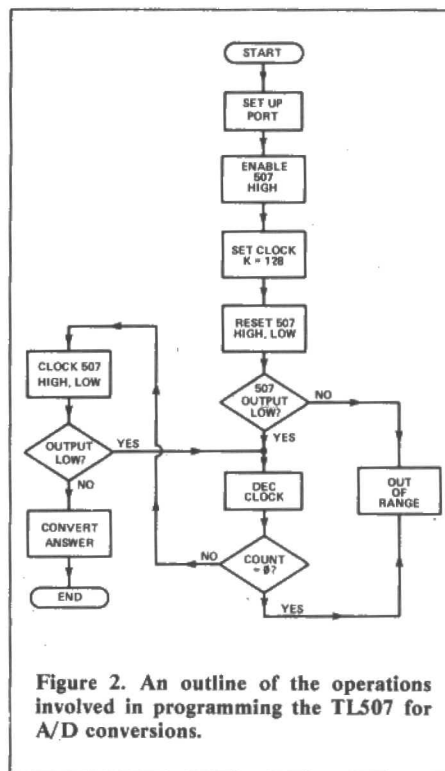 START
SET UP
PORT
ENABLE
507
HIGH
SET CLOCK
K = 128
RESET 507
HIGH, LOW
507
OUTPUT
LOW?
NO
YES
CLOCK 507
HIGH, LOW
OUTPUT
LOW?
YES
NO
CONVERT
ANSWER
END
DEC
CLOCK
COUNT
= Ø?
NO
YES
OUT
OF
RANGE
Figure 2. An outline of the operations
involved in programming the TL507 for
A/D conversions.